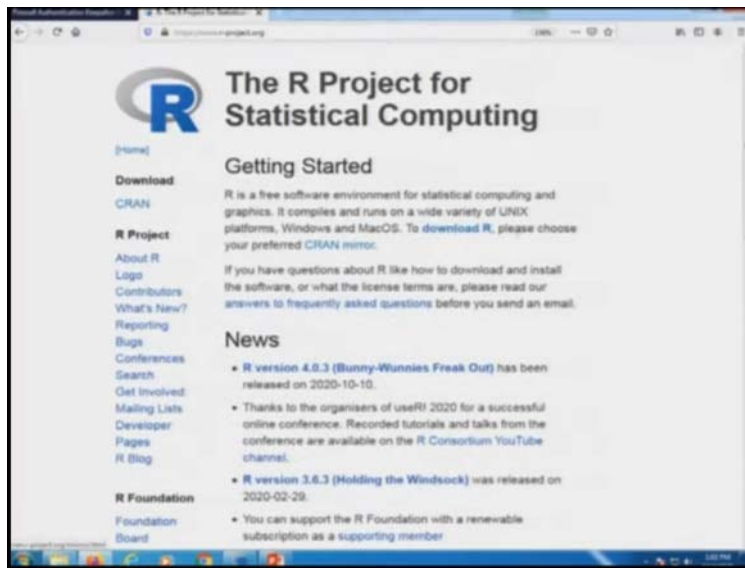 The R Project for Statistic
https://www.r-project.org
R
The R Project for
Statistical Computing
[Home]
Download
CRAN
R Project
About R
Logo
Contributors
What's New?
Reporting
Bugs
Conferences
Search
Get Involved:
Mailing Lists
Developer
Pages
R Blog
R Foundation
Foundation
Board
Getting Started
R is a free software environment for statistical computing and
graphics. It compiles and runs on a wide variety of UNIX
platforms, Windows and MacOS. To download R, please choose
your preferred CRAN mirror.
If you have questions about R like how to download and install
the software, or what the license terms are, please read our
answers to frequently asked questions before you send an email.
News
• R version 4.0.3 (Bunny-Wunnies Freak Out) has been
released on 2020-10-10.
• Thanks to the organisers of useR! 2020 for a successful
online conference. Recorded tutorials and talks from the
conference are available on the R Consortium YouTube
channel.
• R version 3.6.3 (Holding the Windsock) was released on
2020-02-29.
• You can support the R Foundation with a renewable
subscription as a supporting member